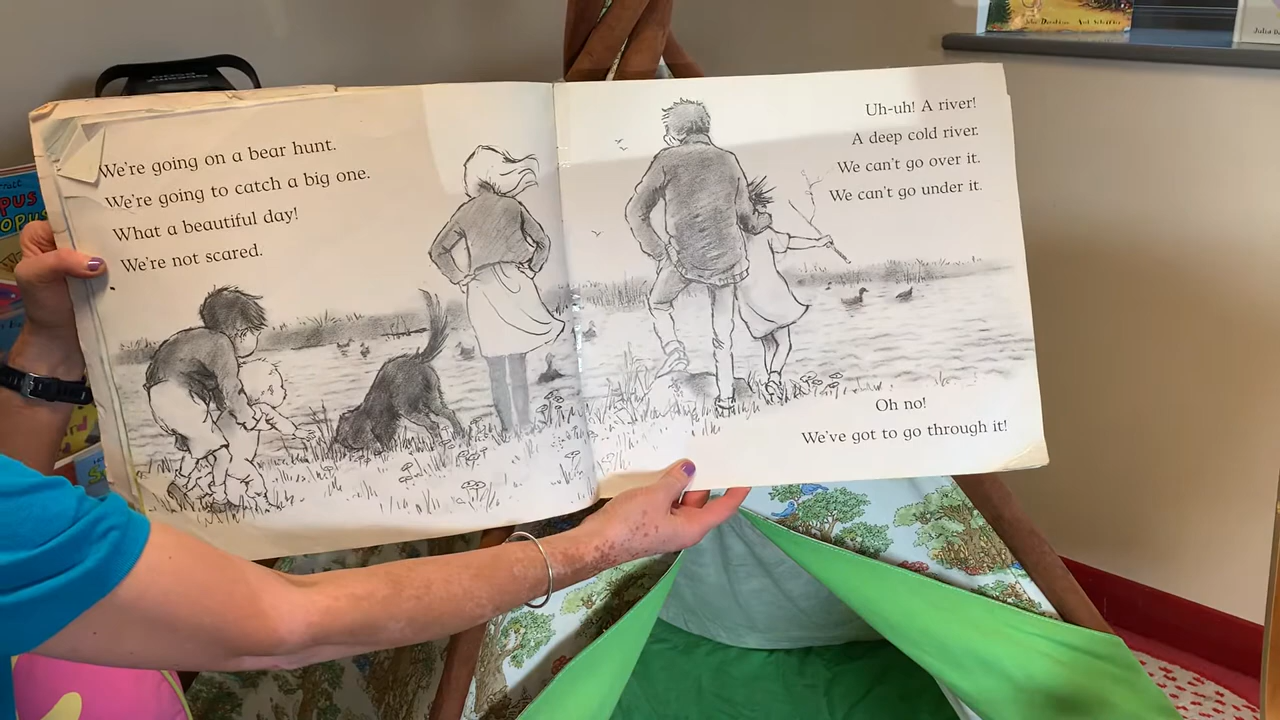 We're going on a bear hunt.
We're going to catch a big one.
What a beautiful day!
We're not scared.
Uh-uh! A river!
A deep cold river.
We can't go over it.
We can't go under it.
Oh no!
We've got to go through it!
Julia